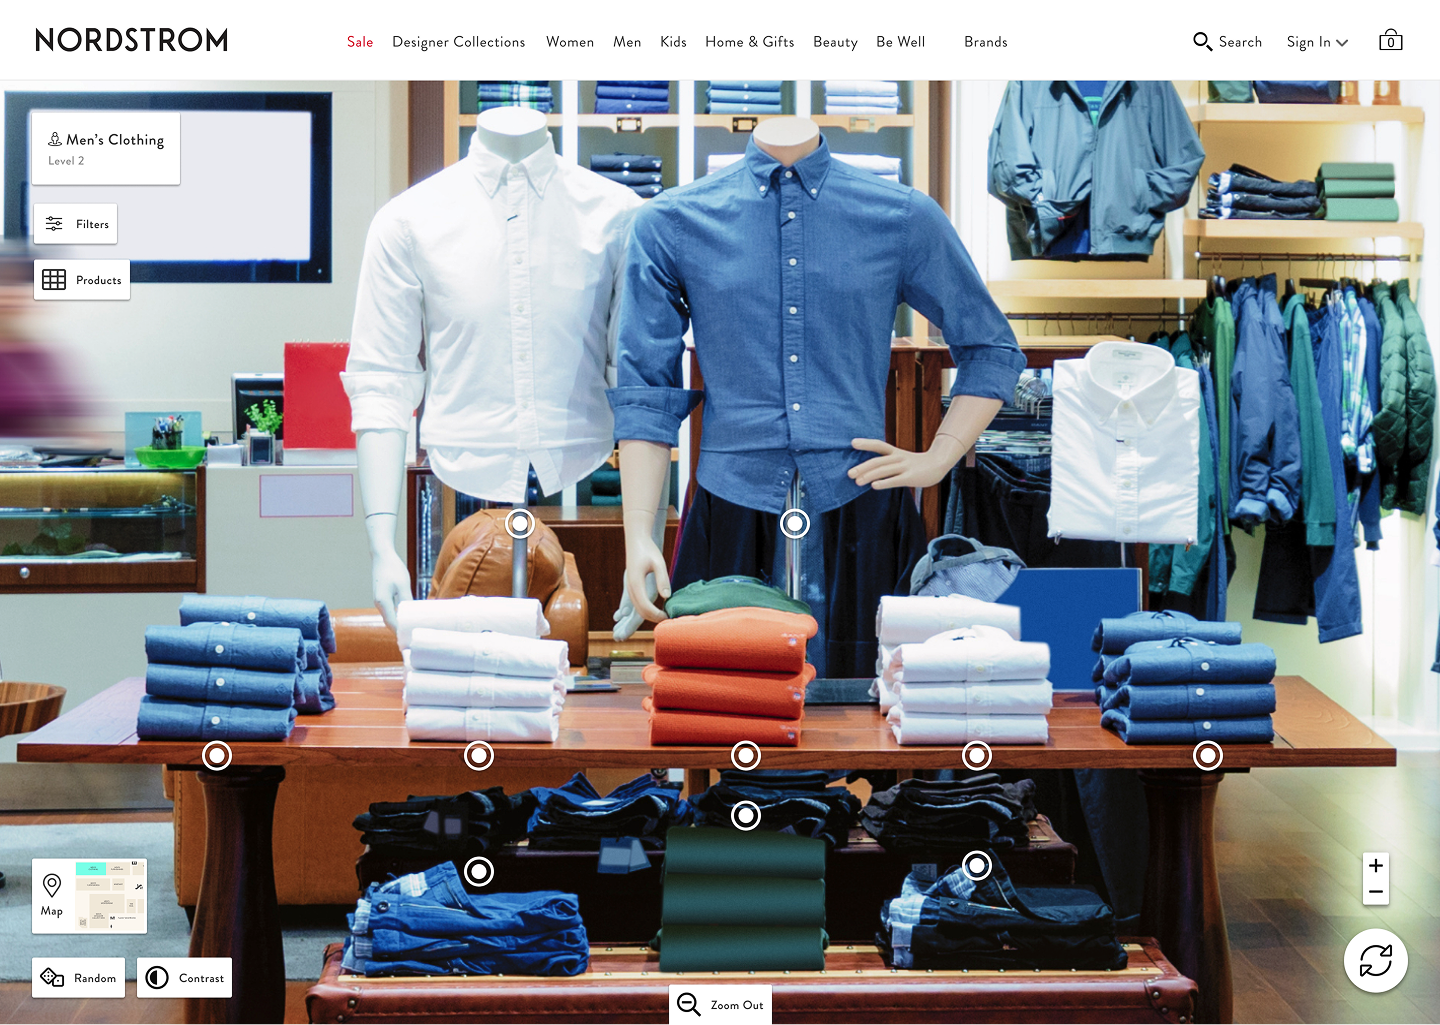 NORDSTROM
Sale Designer Collections Women Men Kids Home & Gifts Beauty Be Well Brands
Search Sign In 0
Men's Clothing
Level 2
Filters
Products
Map
Random Contrast
Zoom Out
+
−